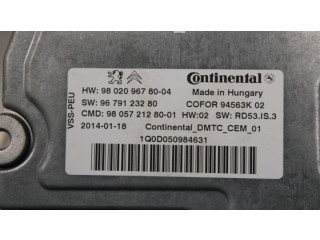 Continental
HW: 98 020 967 80-04
Made in Hungary
SW: 96 791 232 80
COFOR 94563K 02
CMD: 98 057 212 80-01
HW:02 SW: RD53.IS.3
2014-01-18
Continental_DMTC_CEM_01
1Q0D050984631
VSS-PEU